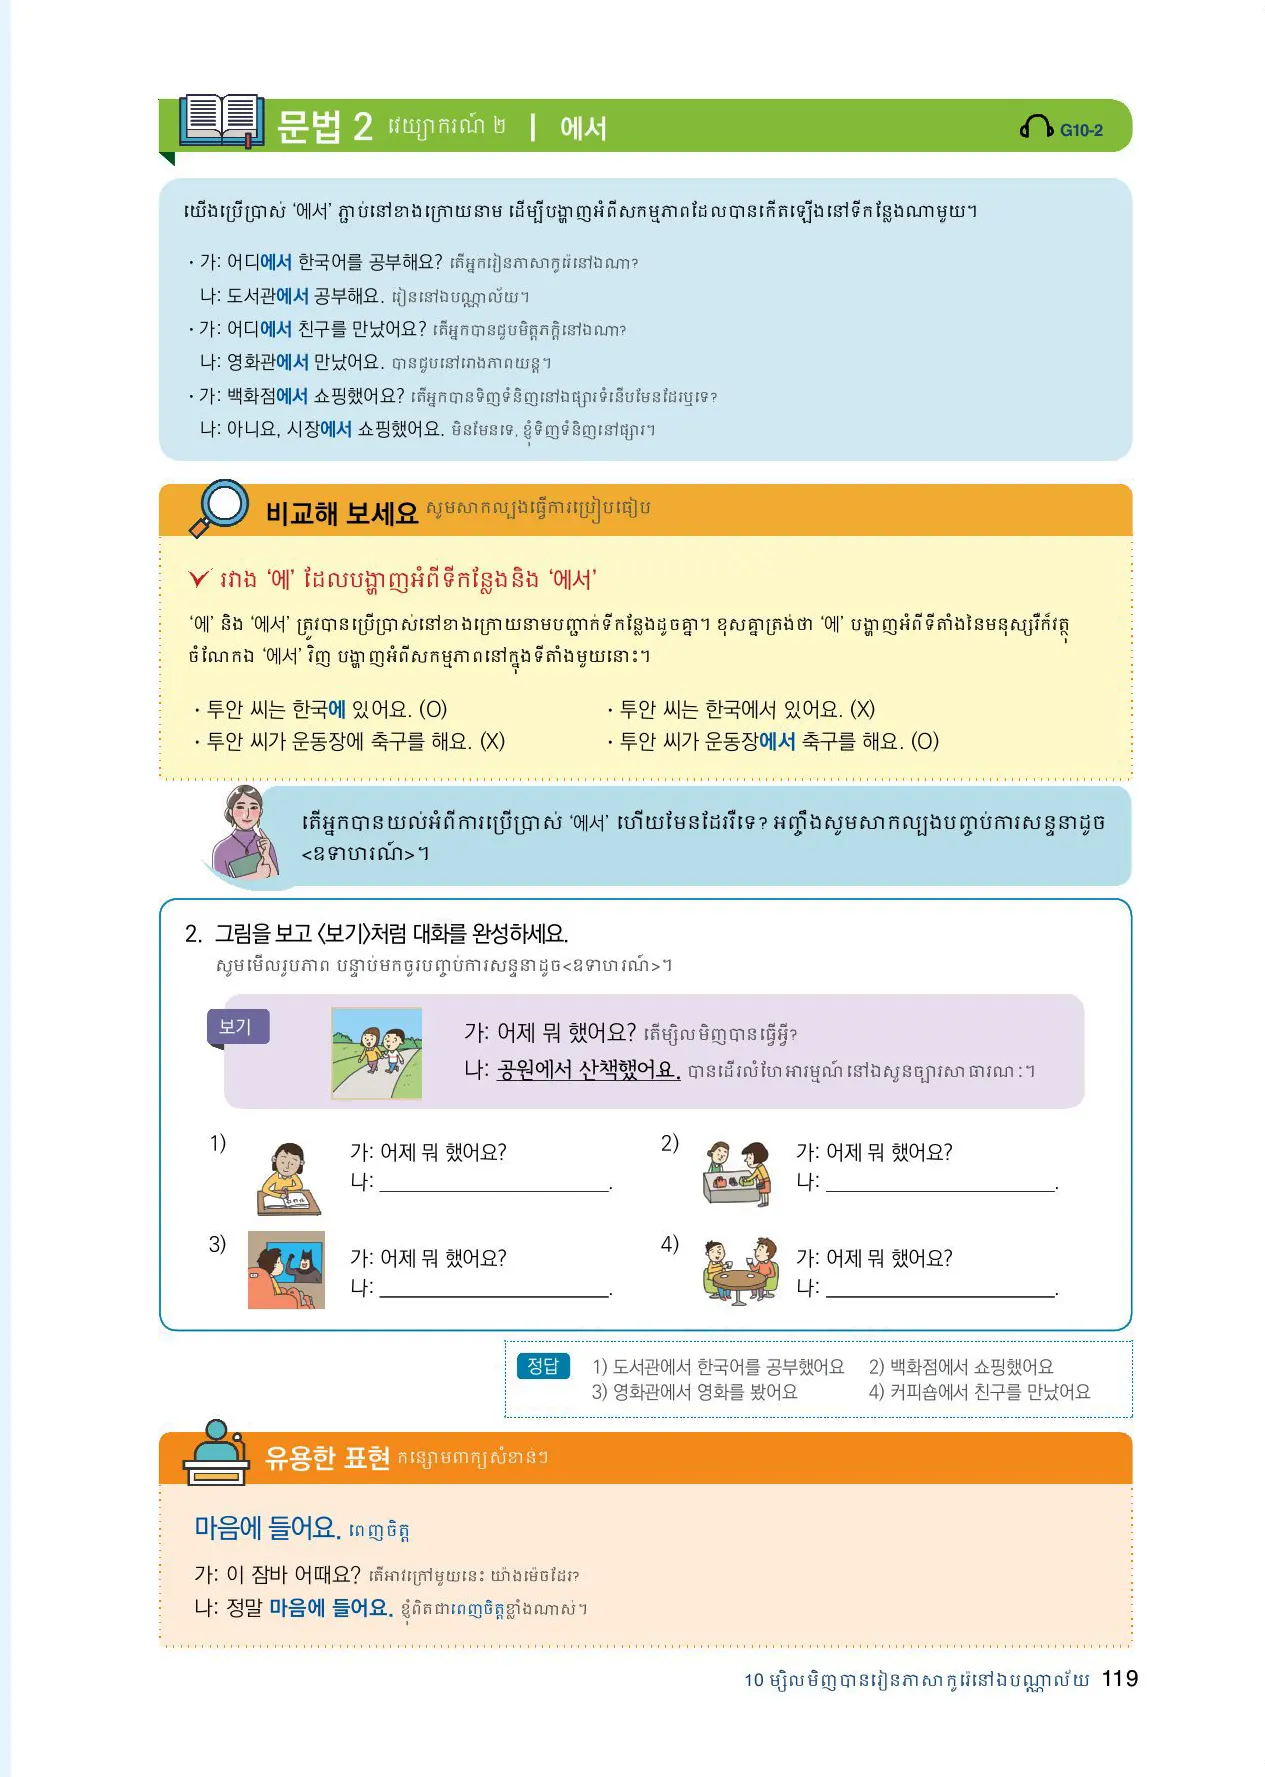 문법 2 វេយ្យាករណ៍ ២ | 에서
G10-2
យើងប្រើប្រាស់ ‘에서’ ភ្ជាប់នៅខាងក្រោយនាម ដើម្បីបង្ហាញអំពីសកម្មភាពដែលបានកើតឡើងនៅទីកន្លែងណាមួយ។
• 가: 어디에서 한국어를 공부해요? តើអ្នករៀនភាសាកូរ៉េនៅឯណា?
나: 도서관에서 공부해요. រៀននៅឯបណ្ណាល័យ។
• 가: 어디에서 친구를 만났어요? តើអ្នកបានជួបមិត្តភក្តិនៅឯណា?
나: 영화관에서 만났어요. បានជួបនៅរោងភាពយន្ត។
• 가: 백화점에서 쇼핑했어요? តើអ្នកបានទិញទំនិញនៅឯផ្សារទំនើបមែនដែរឬទេ?
나: 아니요, 시장에서 쇼핑했어요. មិនមែនទេ, ខ្ញុំទិញទំនិញនៅផ្សារ។
비교해 보세요 សូមសាកល្បងធ្វើការប្រៀបធៀប
រវាង ‘에’ ដែលបង្ហាញអំពីទីកន្លែងនិង ‘에서’
‘에’ និង ‘에서’ ត្រូវបានប្រើប្រាស់នៅខាងក្រោយនាមបញ្ជាក់ទីកន្លែងដូចគ្នា។ ខុសគ្នាត្រង់ថា ‘에’ បង្ហាញអំពីទីតាំងនៃមនុស្សរឺក៏វត្ថុ
ចំណែកឯ ‘에서’ វិញ បង្ហាញអំពីសកម្មភាពនៅក្នុងទីតាំងមួយនោះ។
• 투안 씨는 한국에 있어요. (O)
• 투안 씨는 한국에서 있어요. (X)
• 투안 씨가 운동장에 축구를 해요. (X)
• 투안 씨가 운동장에서 축구를 해요. (O)
តើអ្នកបានយល់អំពីការប្រើប្រាស់ ‘에서’ ហើយមែនដែររឺទេ? អញ្ចឹងសូមសាកល្បងបញ្ចប់ការសន្ទនាដូច
<ឧទាហរណ៍>។
2. 그림을 보고 〈보기〉처럼 대화를 완성하세요.
សូមមើលរូបភាព បន្ទាប់មកចូរបញ្ចប់ការសន្ទនាដូច<ឧទាហរណ៍>។
보기
가: 어제 뭐 했어요? តើម្សិលមិញបានធ្វើអ្វី?
나: 공원에서 산책했어요. បានដើរលំហែអារម្មណ៍នៅឯសួនច្បារសាធារណៈ។
1) 가: 어제 뭐 했어요?
나: ____________________.
2) 가: 어제 뭐 했어요?
나: ____________________.
3) 가: 어제 뭐 했어요?
나: ____________________.
4) 가: 어제 뭐 했어요?
나: ____________________.
정답 1) 도서관에서 한국어를 공부했어요 2) 백화점에서 쇼핑했어요
3) 영화관에서 영화를 봤어요 4) 커피숍에서 친구를 만났어요
유용한 표현 កន្សោមពាក្យសំខាន់ៗ
마음에 들어요. ពេញចិត្ត
가: 이 잠바 어때요? តើអាវក្រៅមួយនេះ យ៉ាងម៉េចដែរ?
나: 정말 마음에 들어요. ខ្ញុំពិតជាពេញចិត្តខ្លាំងណាស់។
10 ម្សិលមិញបានរៀនភាសាកូរ៉េនៅឯបណ្ណាល័យ 119